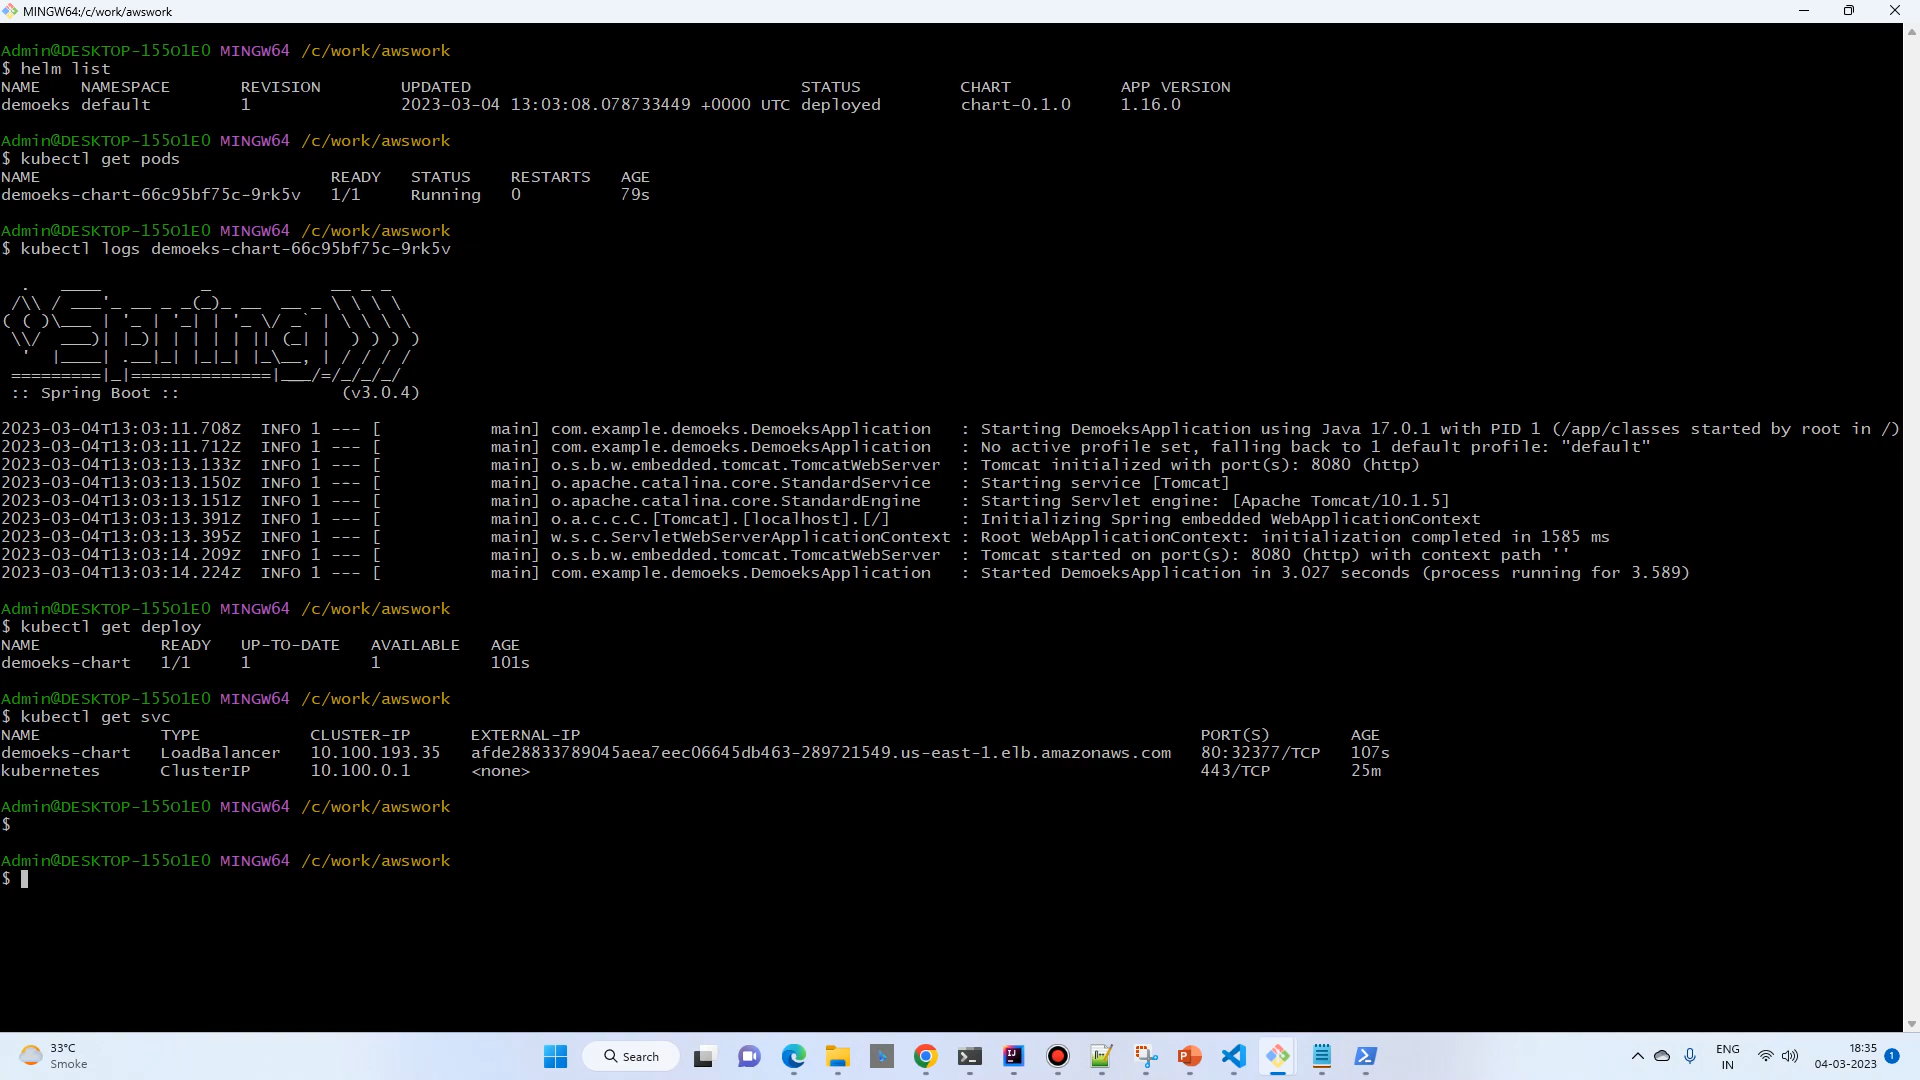 MINGW64:/c/work/awswork
Admin@DESKTOP-15501E0 MINGW64 /c/work/awswork
$ helm list
NAME    NAMESPACE       REVISION        UPDATED                                 STATUS          CHART           APP VERSION
demoeks default         1               2023-03-04 13:03:08.078733449 +0000 UTC deployed        chart-0.1.0     1.16.0
Admin@DESKTOP-15501E0 MINGW64 /c/work/awswork
$ kubectl get pods
NAME                             READY   STATUS    RESTARTS   AGE
demoeks-chart-66c95bf75c-9rk5v   1/1     Running   0          79s
Admin@DESKTOP-15501E0 MINGW64 /c/work/awswork
$ kubectl logs demoeks-chart-66c95bf75c-9rk5v
  .   ____          _            __ _ _
 /\\ / ___'_ __ _ _(_)_ __  __ _ \ \ \ \
( ( )\___ | '_ | '_| | '_ \/ _` | \ \ \ \
 \\/  ___)| |_)| | | | | || (_| |  ) ) ) )
  '  |____| .__|_| |_|_| |_\__, | / / / /
 =========|_|==============|___/=/_/_/_/
 :: Spring Boot ::                (v3.0.4)
2023-03-04T13:03:11.708Z  INFO 1 --- [           main] com.example.demoeks.DemoeksApplication   : Starting DemoeksApplication using Java 17.0.1 with PID 1 (/app/classes started by root in /)
2023-03-04T13:03:11.712Z  INFO 1 --- [           main] com.example.demoeks.DemoeksApplication   : No active profile set, falling back to 1 default profile: "default"
2023-03-04T13:03:13.133Z  INFO 1 --- [           main] o.s.b.w.embedded.tomcat.TomcatWebServer  : Tomcat initialized with port(s): 8080 (http)
2023-03-04T13:03:13.150Z  INFO 1 --- [           main] o.apache.catalina.core.StandardService   : Starting service [Tomcat]
2023-03-04T13:03:13.151Z  INFO 1 --- [           main] o.apache.catalina.core.StandardEngine    : Starting Servlet engine: [Apache Tomcat/10.1.5]
2023-03-04T13:03:13.391Z  INFO 1 --- [           main] o.a.c.c.C.[Tomcat].[localhost].[/]       : Initializing Spring embedded WebApplicationContext
2023-03-04T13:03:13.395Z  INFO 1 --- [           main] w.s.c.ServletWebServerApplicationContext : Root WebApplicationContext: initialization completed in 1585 ms
2023-03-04T13:03:14.209Z  INFO 1 --- [           main] o.s.b.w.embedded.tomcat.TomcatWebServer  : Tomcat started on port(s): 8080 (http) with context path ''
2023-03-04T13:03:14.224Z  INFO 1 --- [           main] com.example.demoeks.DemoeksApplication   : Started DemoeksApplication in 3.027 seconds (process running for 3.589)
Admin@DESKTOP-15501E0 MINGW64 /c/work/awswork
$ kubectl get deploy
NAME            READY   UP-TO-DATE   AVAILABLE   AGE
demoeks-chart   1/1     1            1           101s
Admin@DESKTOP-15501E0 MINGW64 /c/work/awswork
$ kubectl get svc
NAME            TYPE           CLUSTER-IP      EXTERNAL-IP                                                              PORT(S)        AGE
demoeks-chart   LoadBalancer   10.100.193.35   afde28833789045aea7eec06645db463-289721549.us-east-1.elb.amazonaws.com   80:32377/TCP   107s
kubernetes      ClusterIP      10.100.0.1      <none>                                                                   443/TCP        25m
Admin@DESKTOP-15501E0 MINGW64 /c/work/awswork
$
Admin@DESKTOP-15501E0 MINGW64 /c/work/awswork
$
33°C
Smoke
Search
ENG
IN
18:35
04-03-2023
1